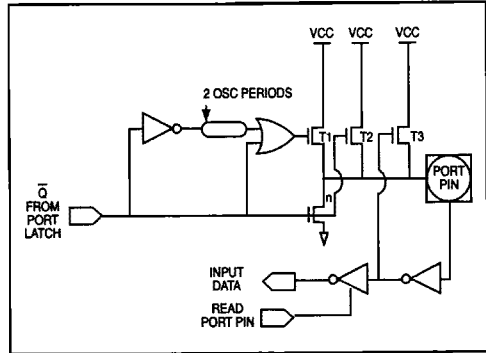 VCC VCC VCC
2 OSC PERIODS
T1 T2 T3
Q
FROM
PORT
LATCH
n
PORT
PIN
INPUT
DATA
READ
PORT PIN